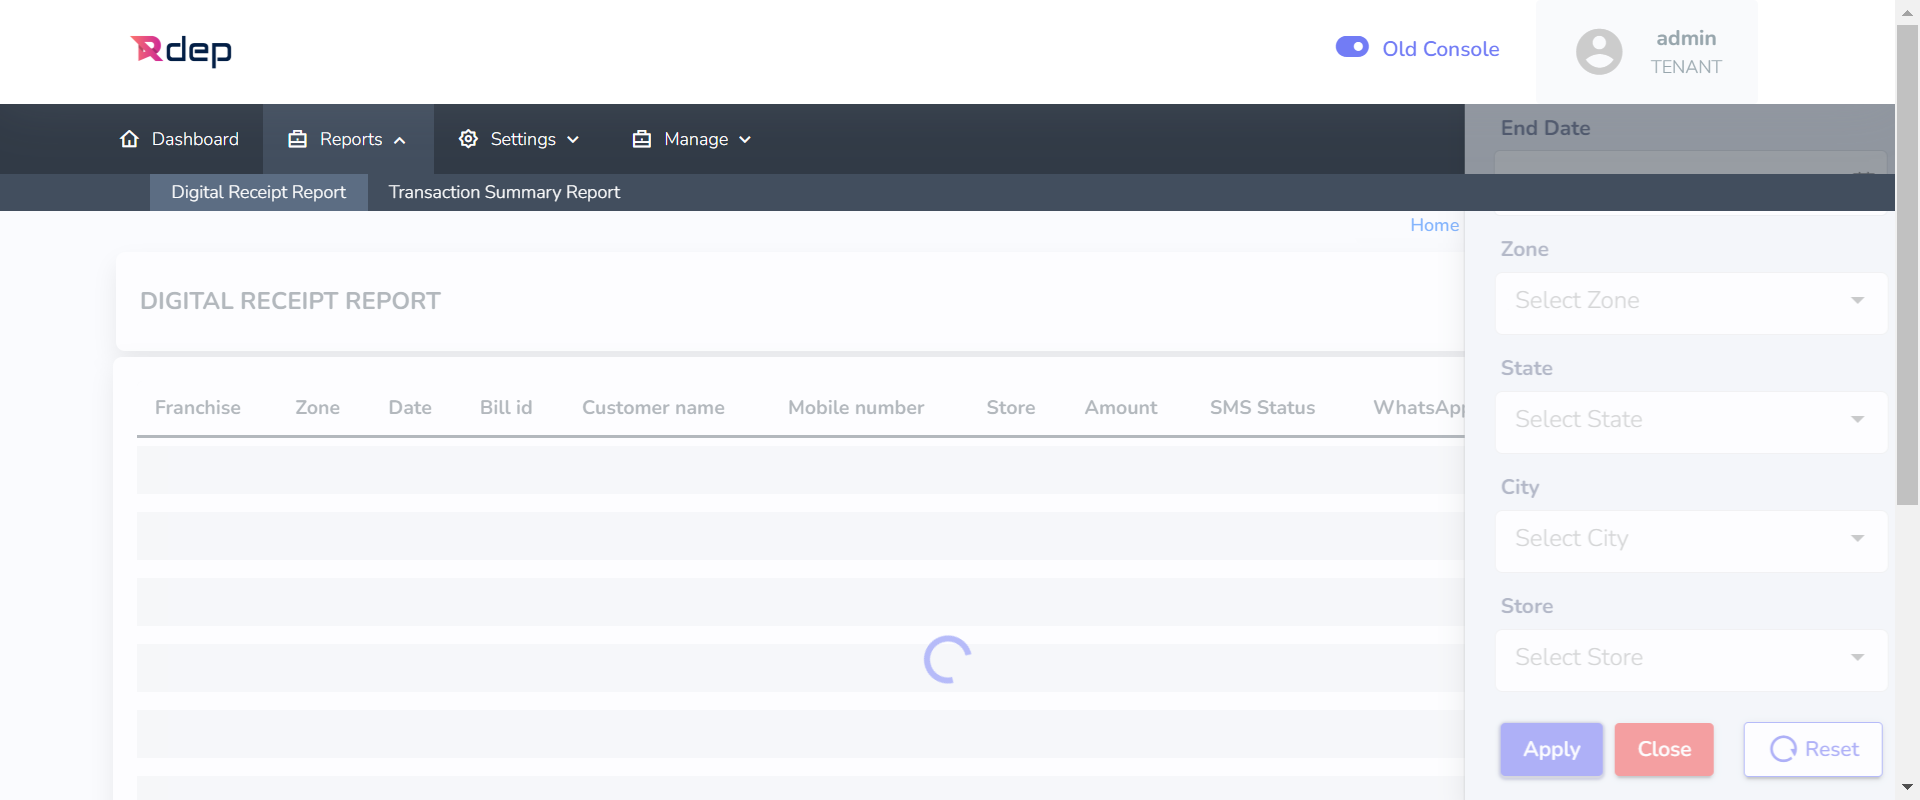 Rdep
Old Console
admin
TENANT
Dashboard
Reports
Settings
Manage
End Date
Digital Receipt Report
Transaction Summary Report
Home
DIGITAL RECEIPT REPORT
Franchise Zone Date Bill id Customer name Mobile number Store Amount SMS Status WhatsApp
Zone
Select Zone
State
Select State
City
Select City
Store
Select Store
Apply
Close
Reset